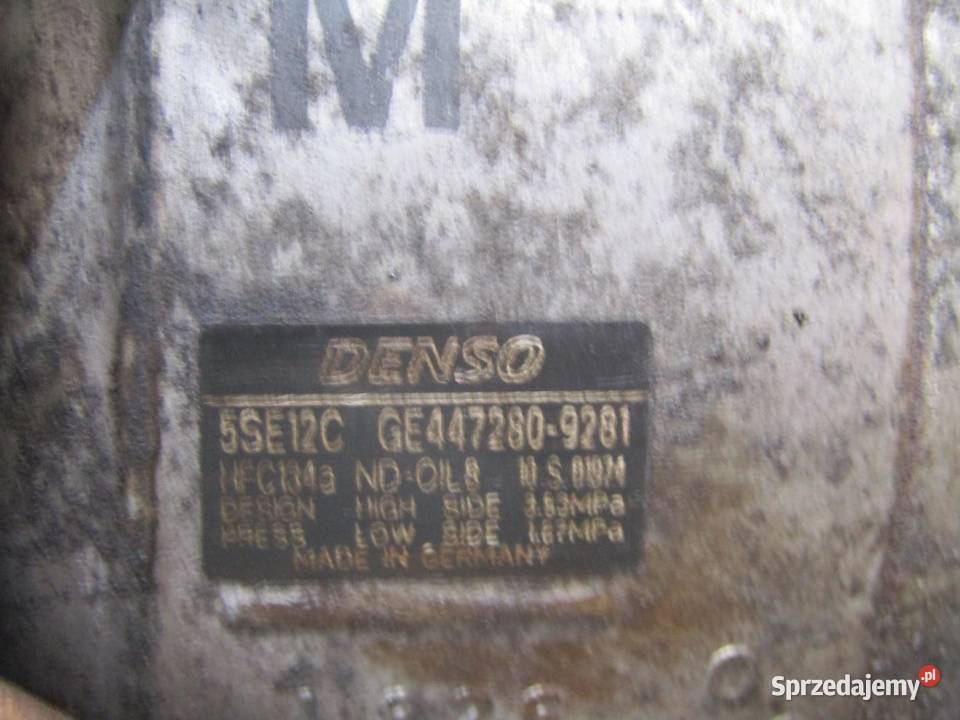 M
DENSO
5SE12C GE447280-9281
HFC134a ND-OIL8
DESIGN HIGH SIDE 3.53MPa
PRESS LOW SIDE 1.67MPa
MADE IN GERMANY
Sprzedajemy.pl